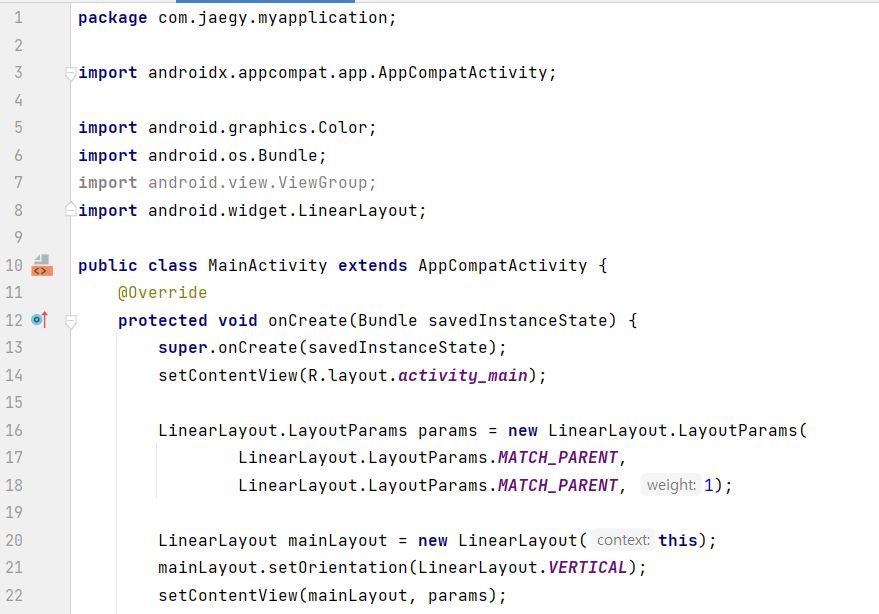 1 package com.jaegy.myapplication;
2
3 import androidx.appcompat.app.AppCompatActivity;
4
5 import android.graphics.Color;
6 import android.os.Bundle;
7 import android.view.ViewGroup;
8 import android.widget.LinearLayout;
9
10 public class MainActivity extends AppCompatActivity {
11 @Override
12 protected void onCreate(Bundle savedInstanceState) {
13 super.onCreate(savedInstanceState);
14 setContentView(R.layout.activity_main);
15
16 LinearLayout.LayoutParams params = new LinearLayout.LayoutParams(
17 LinearLayout.LayoutParams.MATCH_PARENT,
18 LinearLayout.LayoutParams.MATCH_PARENT, weight: 1);
19
20 LinearLayout mainLayout = new LinearLayout( context: this);
21 mainLayout.setOrientation(LinearLayout.VERTICAL);
22 setContentView(mainLayout, params);